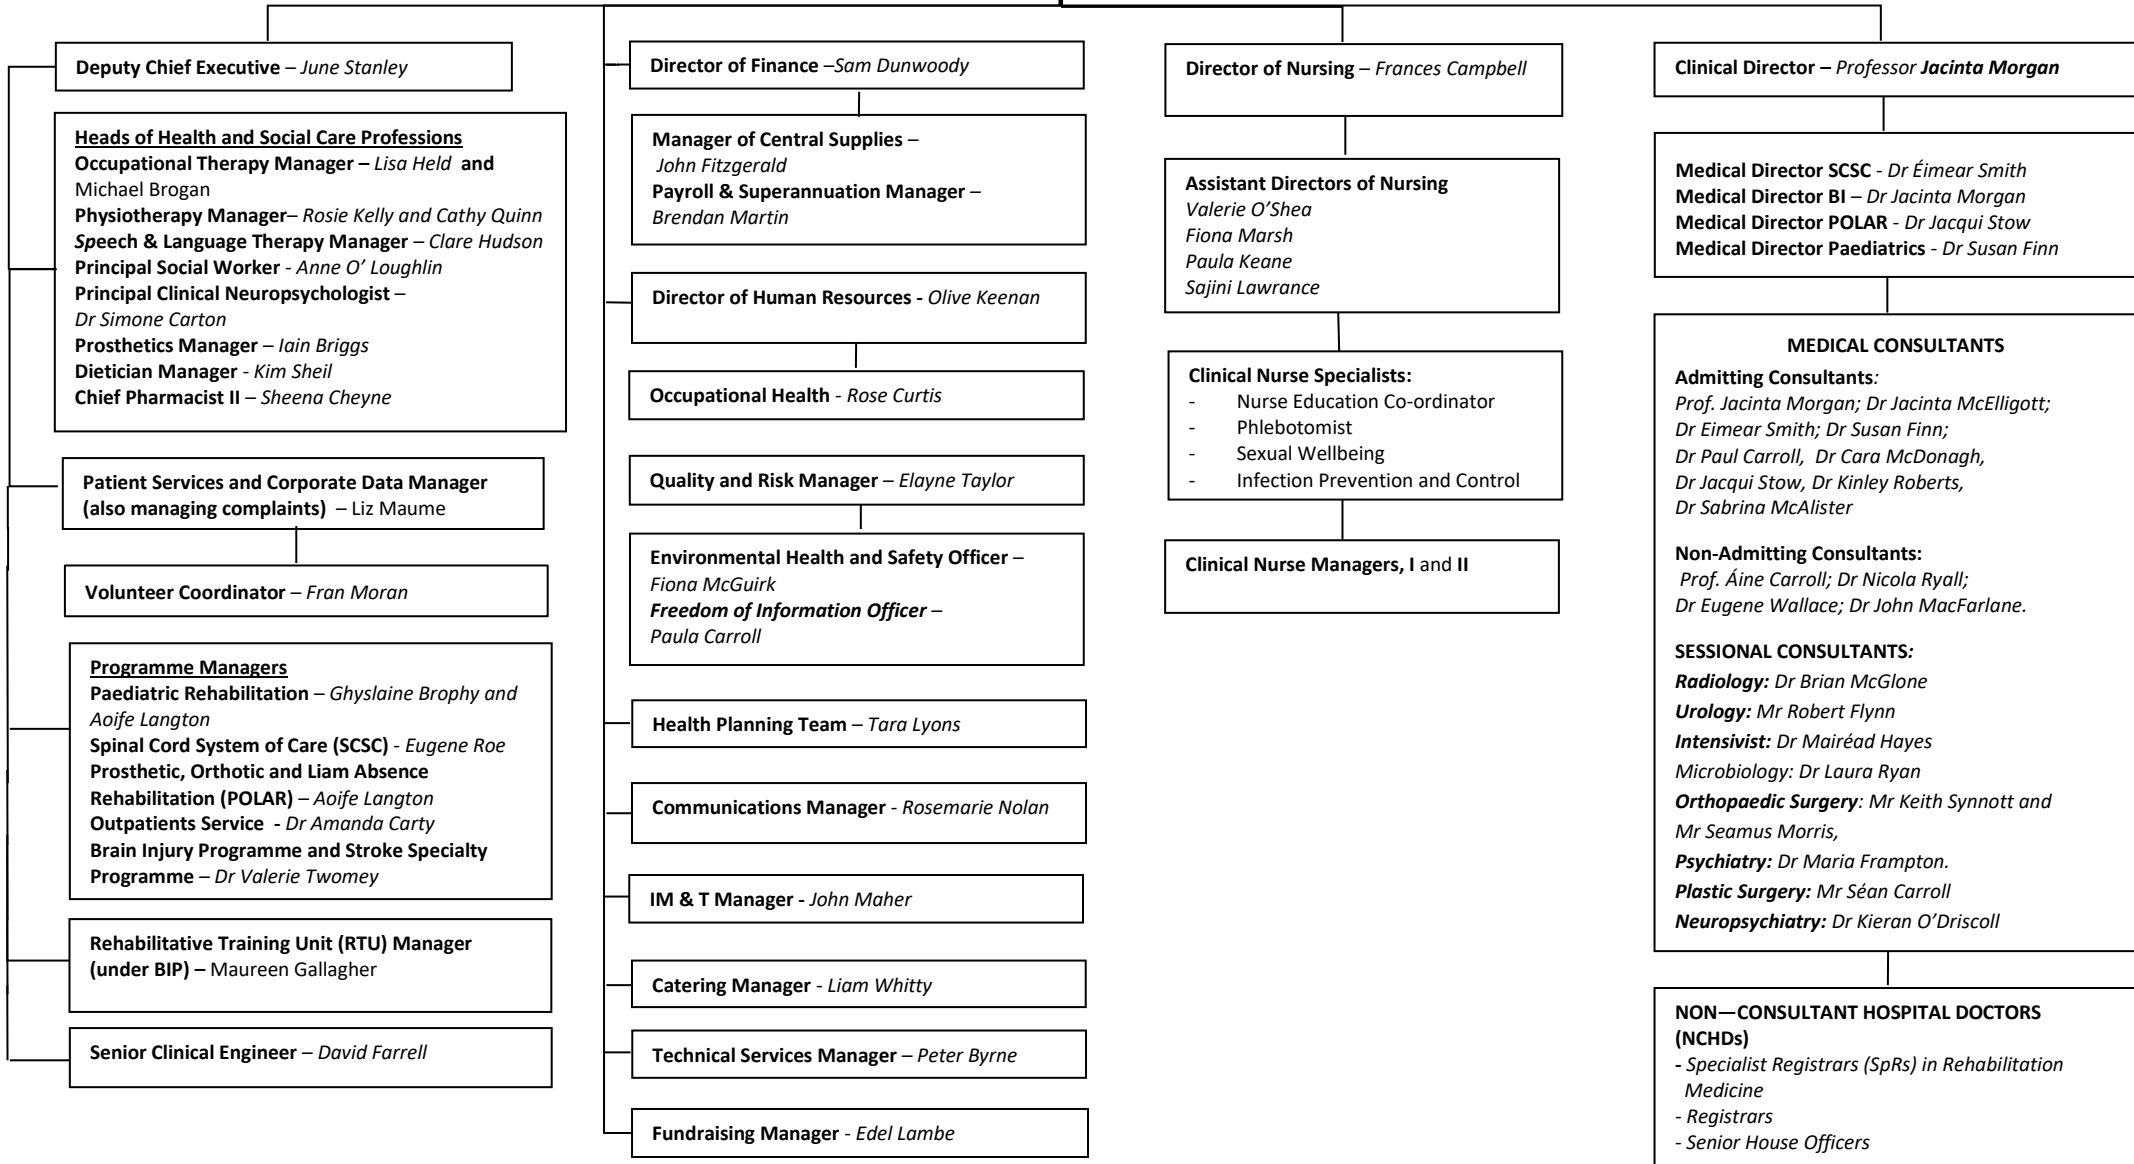 Deputy Chief Executive – June Stanley
Heads of Health and Social Care Professions
Occupational Therapy Manager – Lisa Held and
Michael Brogan
Physiotherapy Manager– Rosie Kelly and Cathy Quinn
Speech & Language Therapy Manager – Clare Hudson
Principal Social Worker - Anne O’ Loughlin
Principal Clinical Neuropsychologist –
Dr Simone Carton
Prosthetics Manager – Iain Briggs
Dietician Manager - Kim Sheil
Chief Pharmacist II – Sheena Cheyne
Patient Services and Corporate Data Manager
(also managing complaints) – Liz Maume
Volunteer Coordinator – Fran Moran
Programme Managers
Paediatric Rehabilitation – Ghyslaine Brophy and
Aoife Langton
Spinal Cord System of Care (SCSC) - Eugene Roe
Prosthetic, Orthotic and Liam Absence
Rehabilitation (POLAR) – Aoife Langton
Outpatients Service - Dr Amanda Carty
Brain Injury Programme and Stroke Specialty
Programme – Dr Valerie Twomey
Rehabilitative Training Unit (RTU) Manager
(under BIP) – Maureen Gallagher
Senior Clinical Engineer – David Farrell
Director of Finance –Sam Dunwoody
Manager of Central Supplies –
John Fitzgerald
Payroll & Superannuation Manager –
Brendan Martin
Director of Human Resources - Olive Keenan
Occupational Health - Rose Curtis
Quality and Risk Manager – Elayne Taylor
Environmental Health and Safety Officer –
Fiona McGuirk
Freedom of Information Officer –
Paula Carroll
Health Planning Team – Tara Lyons
Communications Manager - Rosemarie Nolan
IM & T Manager - John Maher
Catering Manager - Liam Whitty
Technical Services Manager – Peter Byrne
Fundraising Manager - Edel Lambe
Director of Nursing – Frances Campbell
Assistant Directors of Nursing
Valerie O’Shea
Fiona Marsh
Paula Keane
Sajini Lawrance
Clinical Nurse Specialists:
- Nurse Education Co-ordinator
- Phlebotomist
- Sexual Wellbeing
- Infection Prevention and Control
Clinical Nurse Managers, I and II
Clinical Director – Professor Jacinta Morgan
Medical Director SCSC - Dr Éimear Smith
Medical Director BI – Dr Jacinta Morgan
Medical Director POLAR - Dr Jacqui Stow
Medical Director Paediatrics - Dr Susan Finn
MEDICAL CONSULTANTS
Admitting Consultants:
Prof. Jacinta Morgan; Dr Jacinta McElligott;
Dr Eimear Smith; Dr Susan Finn;
Dr Paul Carroll, Dr Cara McDonagh,
Dr Jacqui Stow, Dr Kinley Roberts,
Dr Sabrina McAlister
Non-Admitting Consultants:
Prof. Áine Carroll; Dr Nicola Ryall;
Dr Eugene Wallace; Dr John MacFarlane.
SESSIONAL CONSULTANTS:
Radiology: Dr Brian McGlone
Urology: Mr Robert Flynn
Intensivist: Dr Mairéad Hayes
Microbiology: Dr Laura Ryan
Orthopaedic Surgery: Mr Keith Synnott and
Mr Seamus Morris,
Psychiatry: Dr Maria Frampton.
Plastic Surgery: Mr Séan Carroll
Neuropsychiatry: Dr Kieran O’Driscoll
NON—CONSULTANT HOSPITAL DOCTORS
(NCHDs)
- Specialist Registrars (SpRs) in Rehabilitation
Medicine
- Registrars
- Senior House Officers